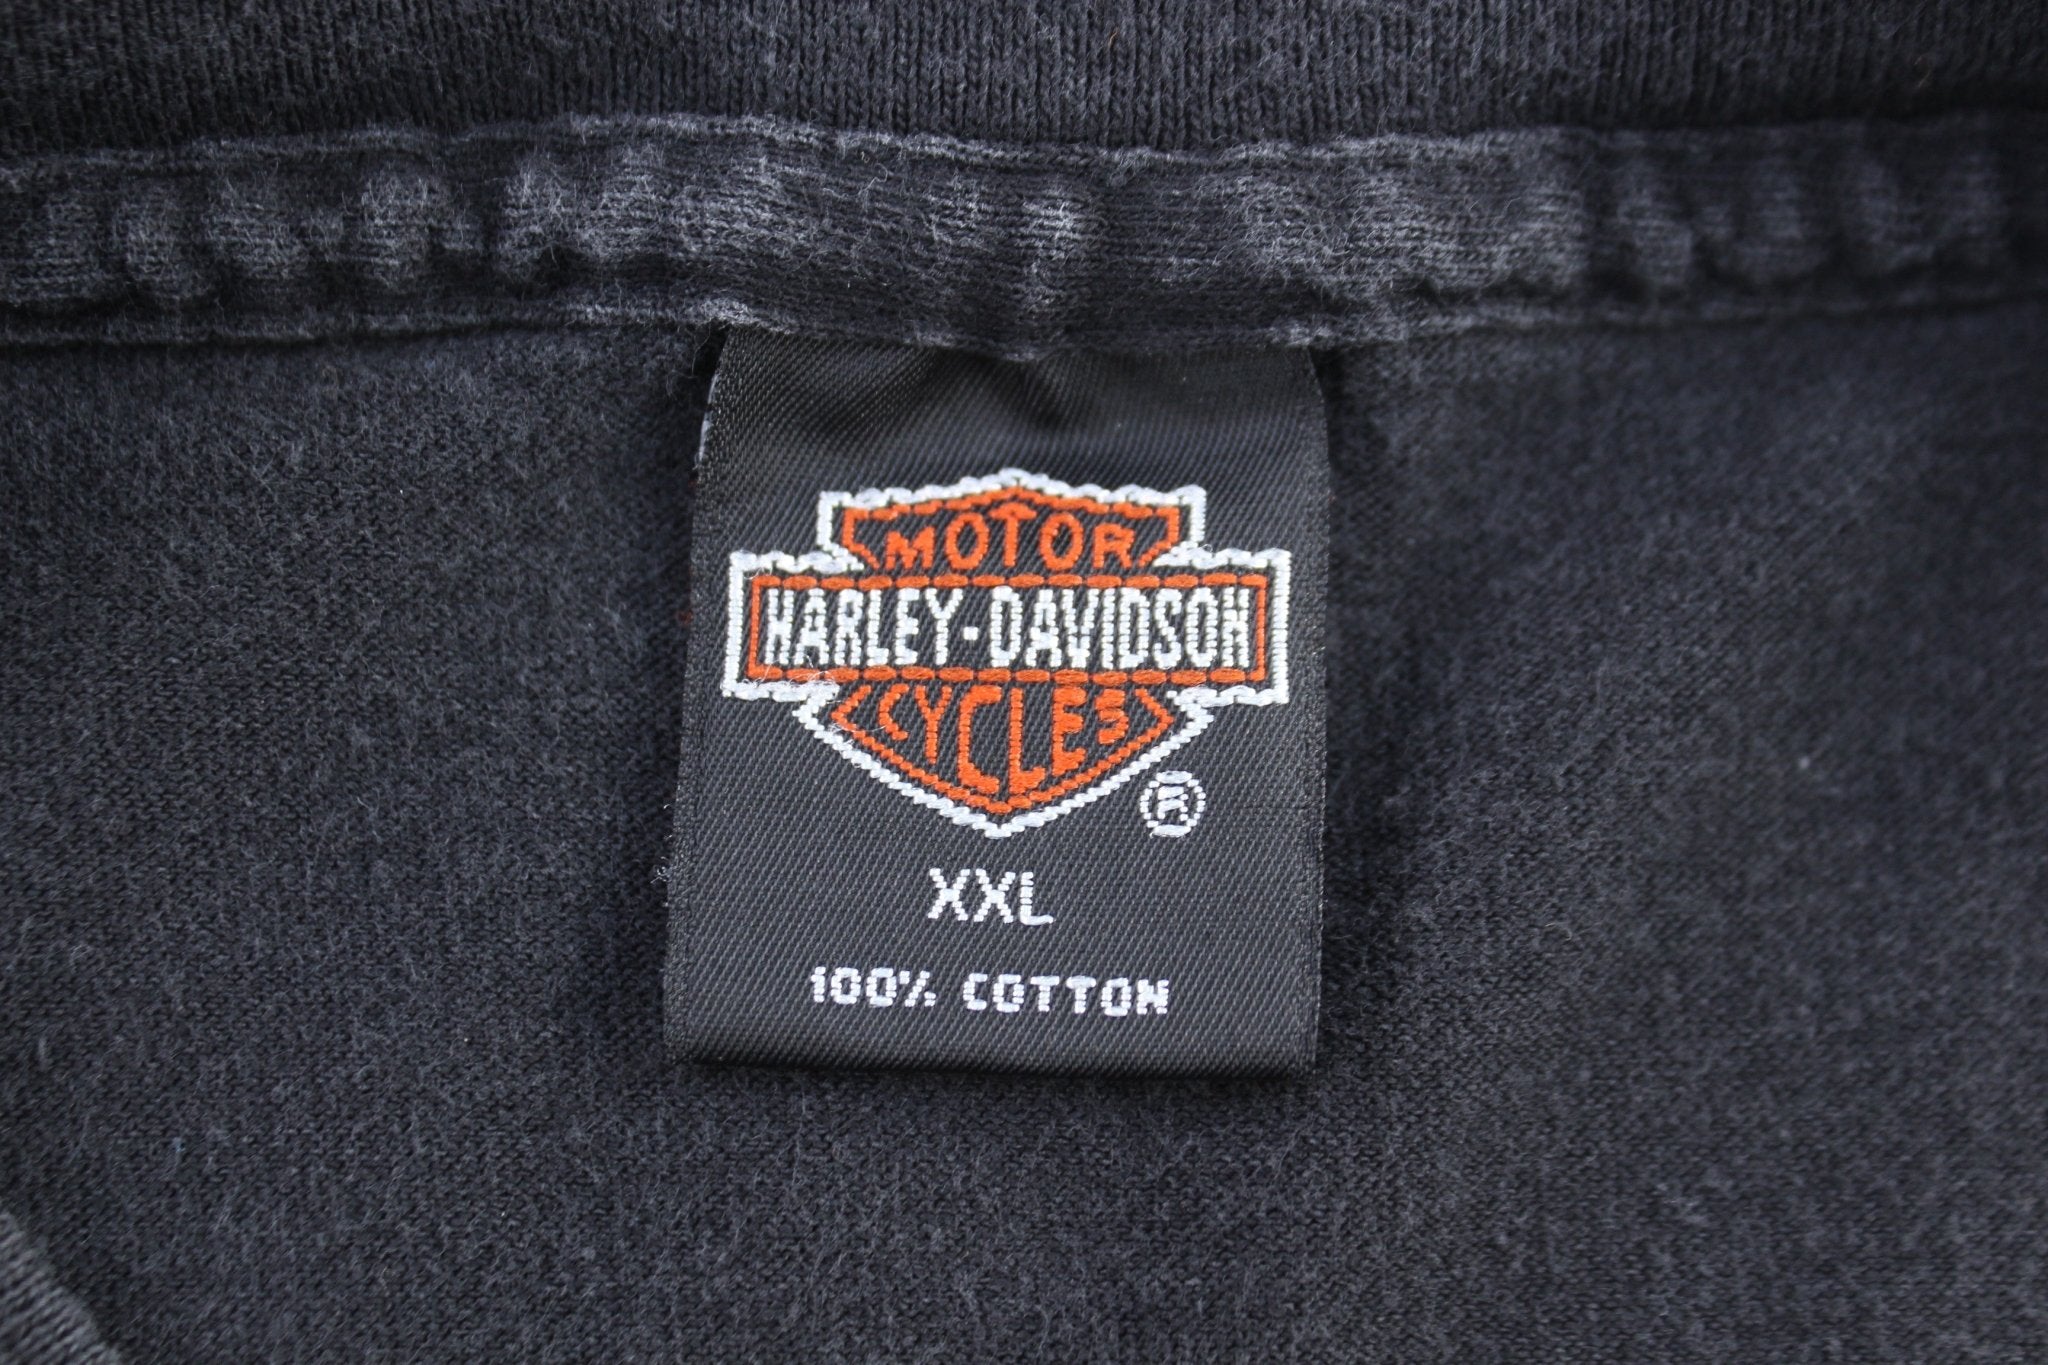 MOTOR
HARLEY-DAVIDSON
CYCLES
®
XXL
100% COTTON